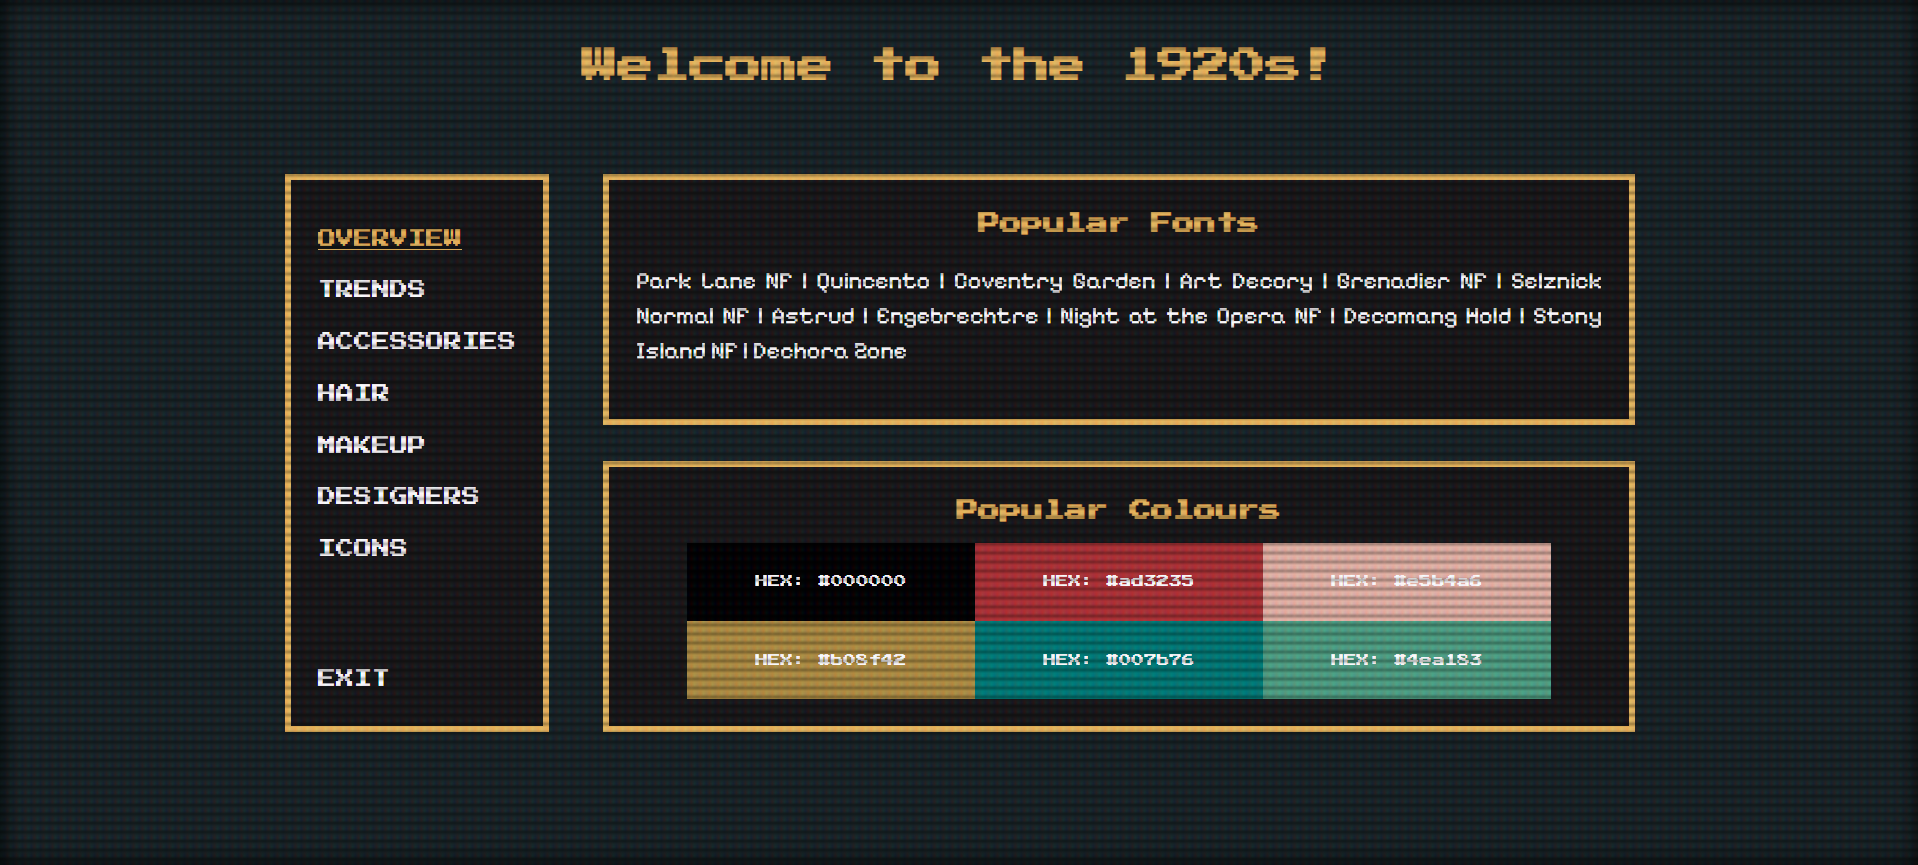 Welcome to the 1920s!
OVERVIEW
TRENDS
ACCESSORIES
HAIR
MAKEUP
DESIGNERS
ICONS
EXIT
Popular Fonts
Park Lane NF | Quincento | Coventry Garden | Art Decory | Grenadier NF | Selznick
Normal NF | Astrud | Engebrechtre | Night at the Opera NF | Decomang Hold | Stony
Island NF | Dechora Zone
Popular Colours
HEX: #000000
HEX: #ad3235
HEX: #e5b4a6
HEX: #b08f42
HEX: #007b76
HEX: #4ea183